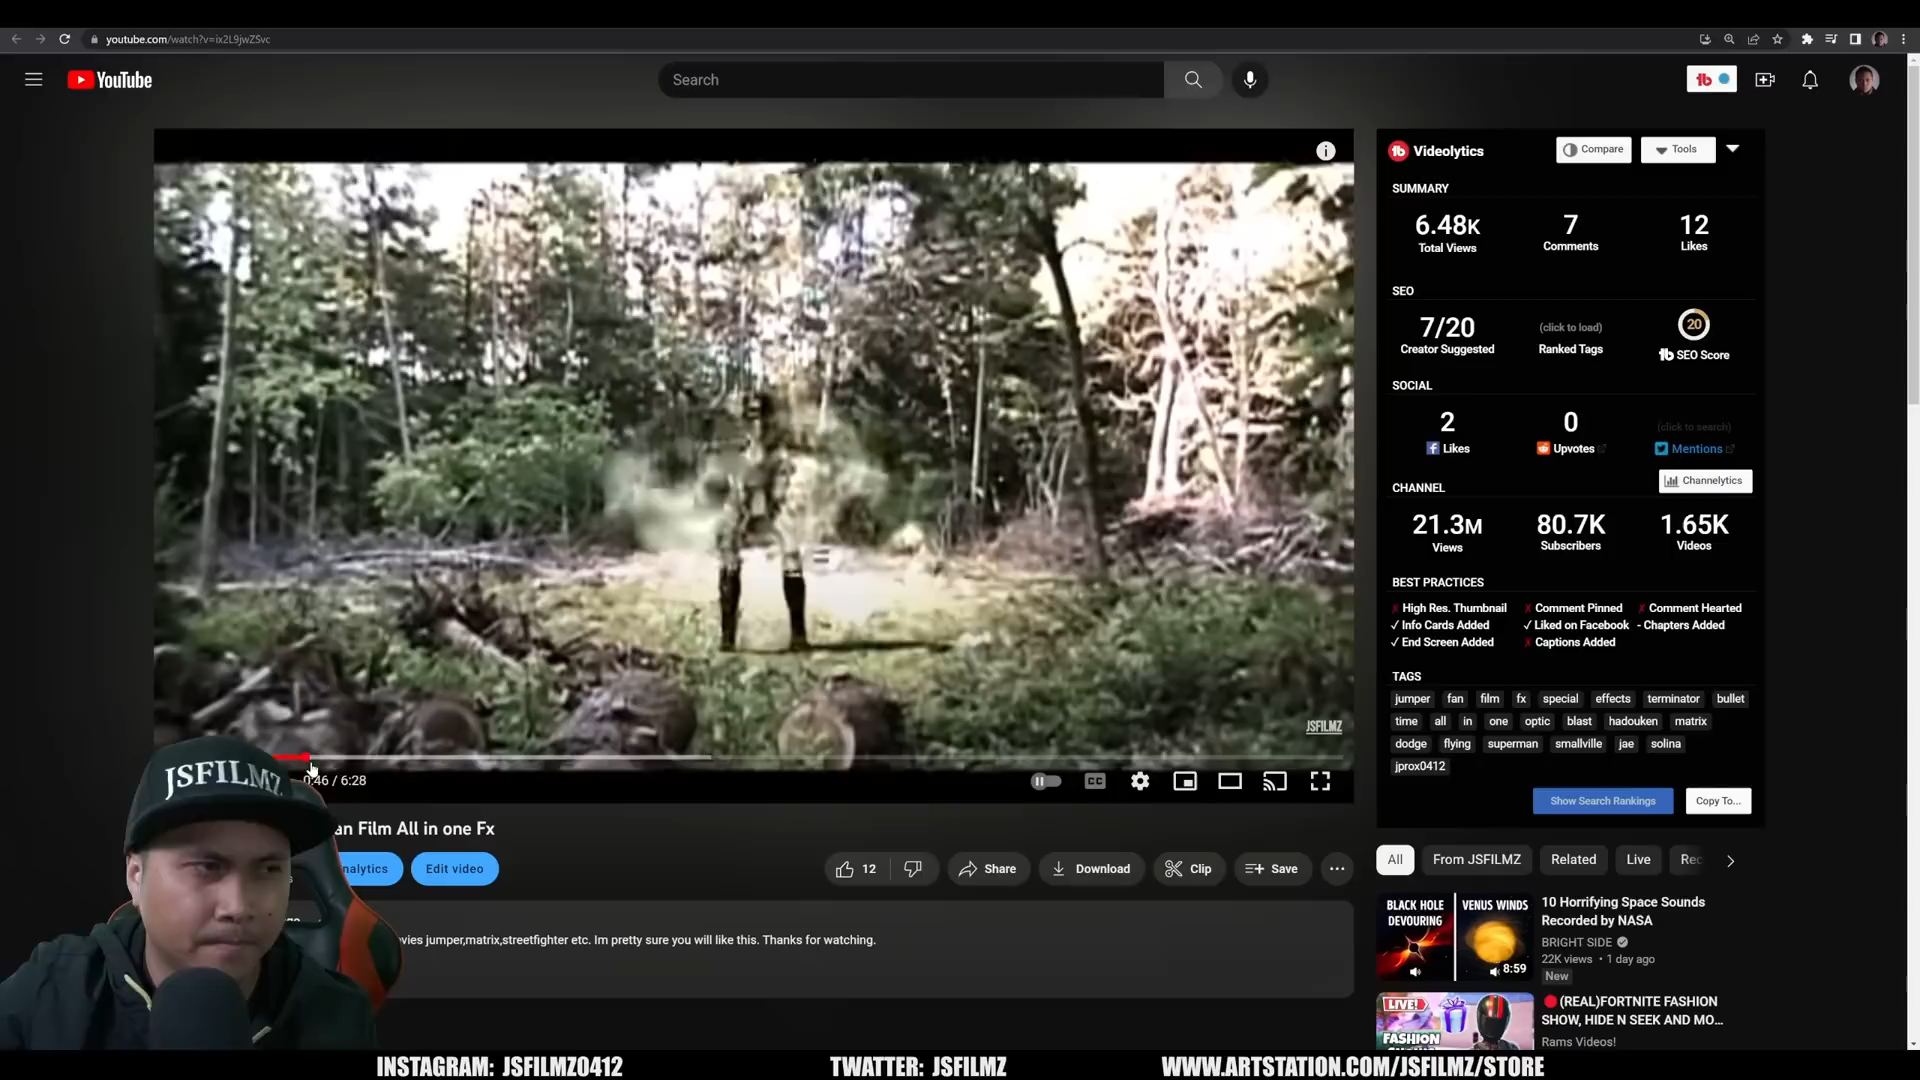 youtube.com/watch?v=ix2L9jwZSvc
YouTube
Search
Videolytics
Compare
Tools
SUMMARY
6.48K 7 12
Total Views Comments Likes
SEO
7/20 (click to load) 20
Creator Suggested Ranked Tags tb SEO Score
SOCIAL
2 0 (click to search)
Likes Upvotes Mentions
CHANNEL Channelytics
21.3M 80.7K 1.65K
Views Subscribers Videos
BEST PRACTICES
✗ High Res. Thumbnail ✗ Comment Pinned ✗ Comment Hearted
✓ Info Cards Added ✓ Liked on Facebook - Chapters Added
✓ End Screen Added ✗ Captions Added
TAGS
jumper fan film fx special effects terminator bullet
time all in one optic blast hadouken matrix
dodge flying superman smallville jae solina
jprox0412
Show Search Rankings Copy To...
JSFILMZ
0:46 / 6:28
CC
JSFILMZ
an Film All in one Fx
nalytics Edit video
12 Share Download Clip Save
ovies jumper,matrix,streetfighter etc. Im pretty sure you will like this. Thanks for watching.
All From JSFILMZ Related Live Rec
BLACK HOLE
DEVOURING
VENUS WINDS
8:59
10 Horrifying Space Sounds
Recorded by NASA
BRIGHT SIDE
22K views • 1 day ago
New
LIVE!
FASHION
(REAL)FORTNITE FASHION
SHOW, HIDE N SEEK AND MO...
Rams Videos!
INSTAGRAM: JSFILMZ0412 TWATTER: JSFILMZ WWW.ARTSTATION.COM/JSFILMZ/STORE